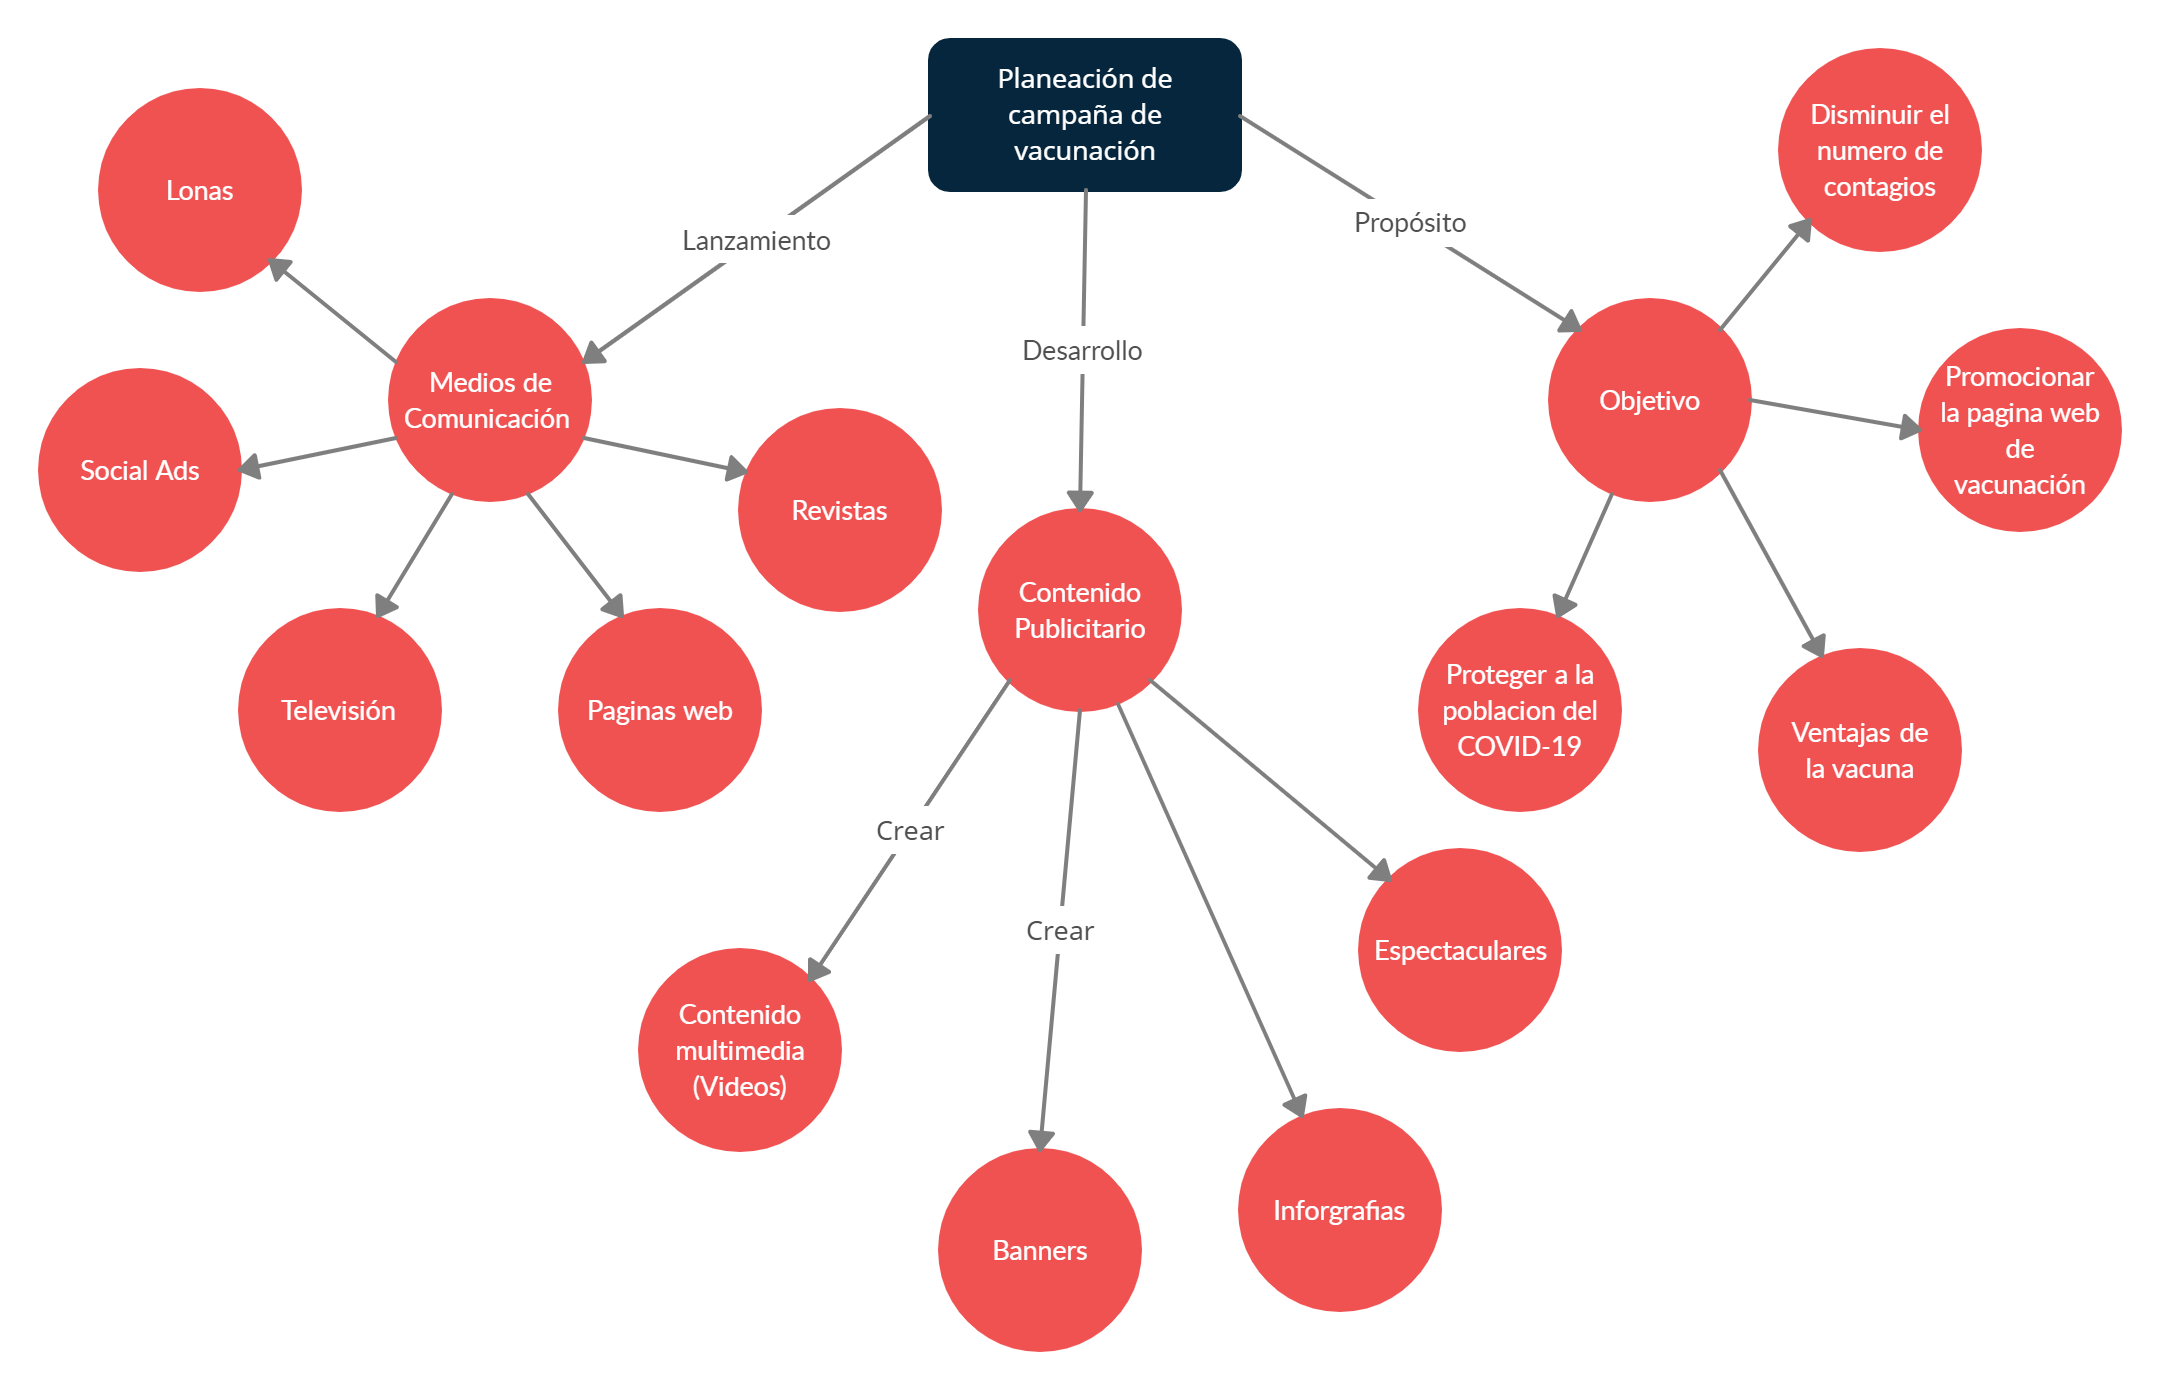 Planeación de
campaña de
vacunación
Lanzamiento
Desarrollo
Propósito
Medios de
Comunicación
Lonas
Social Ads
Televisión
Paginas web
Revistas
Contenido
Publicitario
Crear
Crear
Contenido
multimedia
(Videos)
Banners
Inforgrafias
Espectaculares
Objetivo
Disminuir el
numero de
contagios
Promocionar
la pagina web
de
vacunación
Proteger a la
poblacion del
COVID-19
Ventajas de
la vacuna